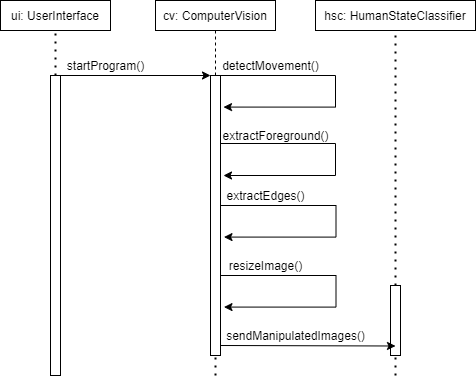 ui: UserInterface
cv: ComputerVision
hsc: HumanStateClassifier
startProgram()
detectMovement()
extractForeground()
extractEdges()
resizeImage()
sendManipulatedImages()